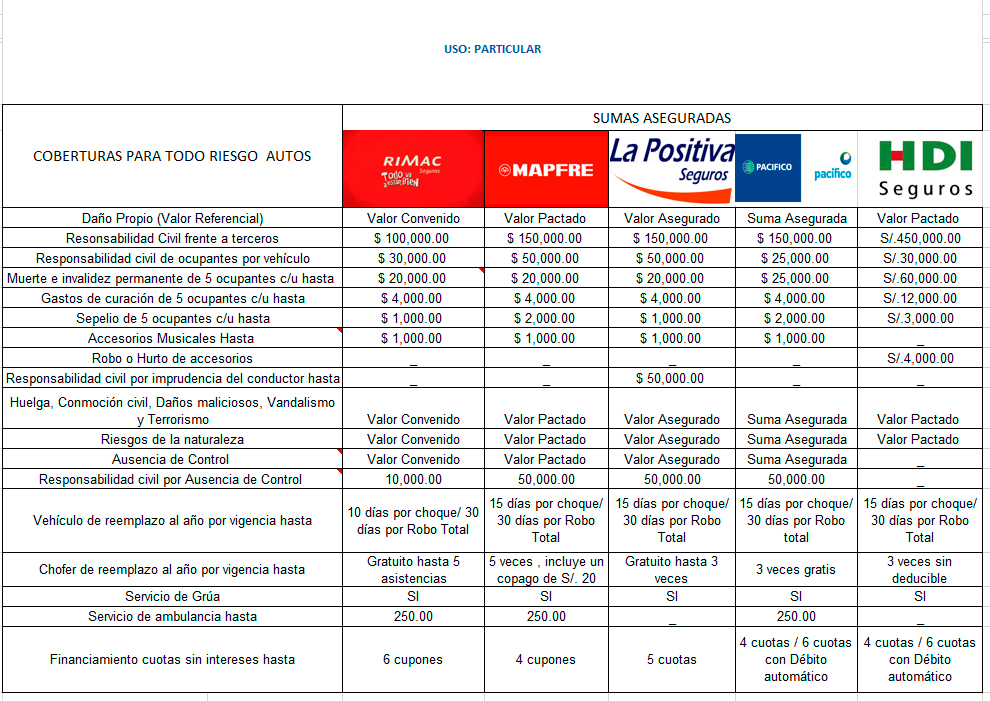 USO: PARTICULAR
COBERTURAS PARA TODO RIESGO AUTOS
SUMAS ASEGURADAS
RIMAC
Seguros
Todo va a estar BIEN
MAPFRE
La Positiva
Seguros
PACIFICO
pacífico
HDI
Seguros
Daño Propio (Valor Referencial) Valor Convenido Valor Pactado Valor Asegurado Suma Asegurada Valor Pactado
Resonsabilidad Civil frente a terceros $ 100,000.00 $ 150,000.00 $ 150,000.00 $ 150,000.00 S/.450,000.00
Responsabilidad civil de ocupantes por vehículo $ 30,000.00 $ 50,000.00 $ 50,000.00 $ 25,000.00 S/.30,000.00
Muerte e invalidez permanente de 5 ocupantes c/u hasta $ 20,000.00 $ 20,000.00 $ 20,000.00 $ 25,000.00 S/.60,000.00
Gastos de curación de 5 ocupantes c/u hasta $ 4,000.00 $ 4,000.00 $ 4,000.00 $ 4,000.00 S/.12,000.00
Sepelio de 5 ocupantes c/u hasta $ 1,000.00 $ 2,000.00 $ 1,000.00 $ 2,000.00 S/.3,000.00
Accesorios Musicales Hasta $ 1,000.00 $ 1,000.00 $ 1,000.00 $ 1,000.00 _
Robo o Hurto de accesorios _ _ _ _ S/.4,000.00
Responsabilidad civil por imprudencia del conductor hasta _ _ $ 50,000.00 _ _
Huelga, Conmoción civil, Daños maliciosos, Vandalismo
y Terrorismo Valor Convenido Valor Pactado Valor Asegurado Suma Asegurada Valor Pactado
Riesgos de la naturaleza Valor Convenido Valor Pactado Valor Asegurado Suma Asegurada Valor Pactado
Ausencia de Control Valor Convenido Valor Pactado Valor Asegurado Suma Asegurada _
Responsabilidad civil por Ausencia de Control 10,000.00 50,000.00 50,000.00 50,000.00 _
Vehículo de reemplazo al año por vigencia hasta
10 días por choque/ 30
días por Robo Total
15 días por choque/
30 días por Robo
Total
15 días por choque/
30 días por Robo
Total
15 días por choque/
30 días por Robo
total
15 días por choque/
30 días por Robo
Total
Chofer de reemplazo al año por vigencia hasta
Gratuito hasta 5
asistencias
5 veces , incluye un
copago de S/. 20
Gratuito hasta 3
veces
3 veces gratis
3 veces sin
deducible
Servicio de Grúa SI SI SI SI SI
Servicio de ambulancia hasta 250.00 250.00 _ 250.00 _
Financiamiento cuotas sin intereses hasta
6 cupones
4 cupones
5 cuotas
4 cuotas / 6 cuotas
con Débito
automático
4 cuotas / 6 cuotas
con Débito
automático